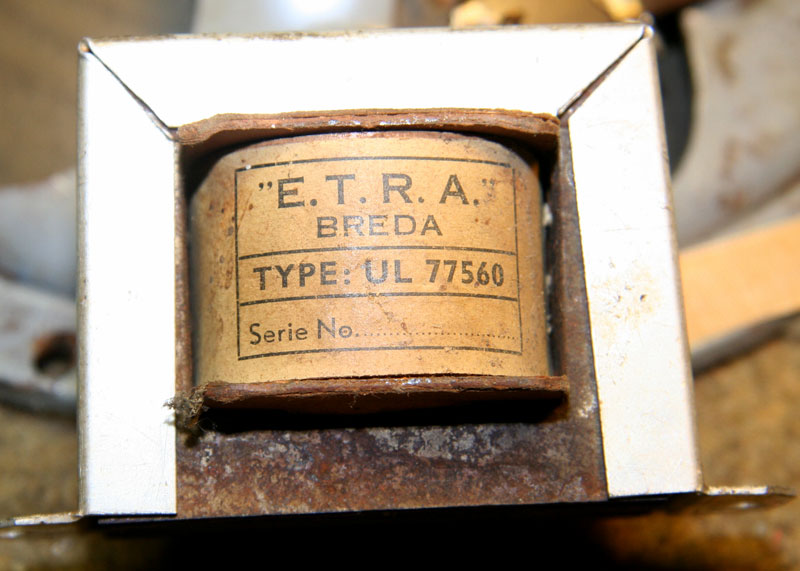 "E.T.R.A."
BREDA
TYPE: UL 77560
Serie No..............................